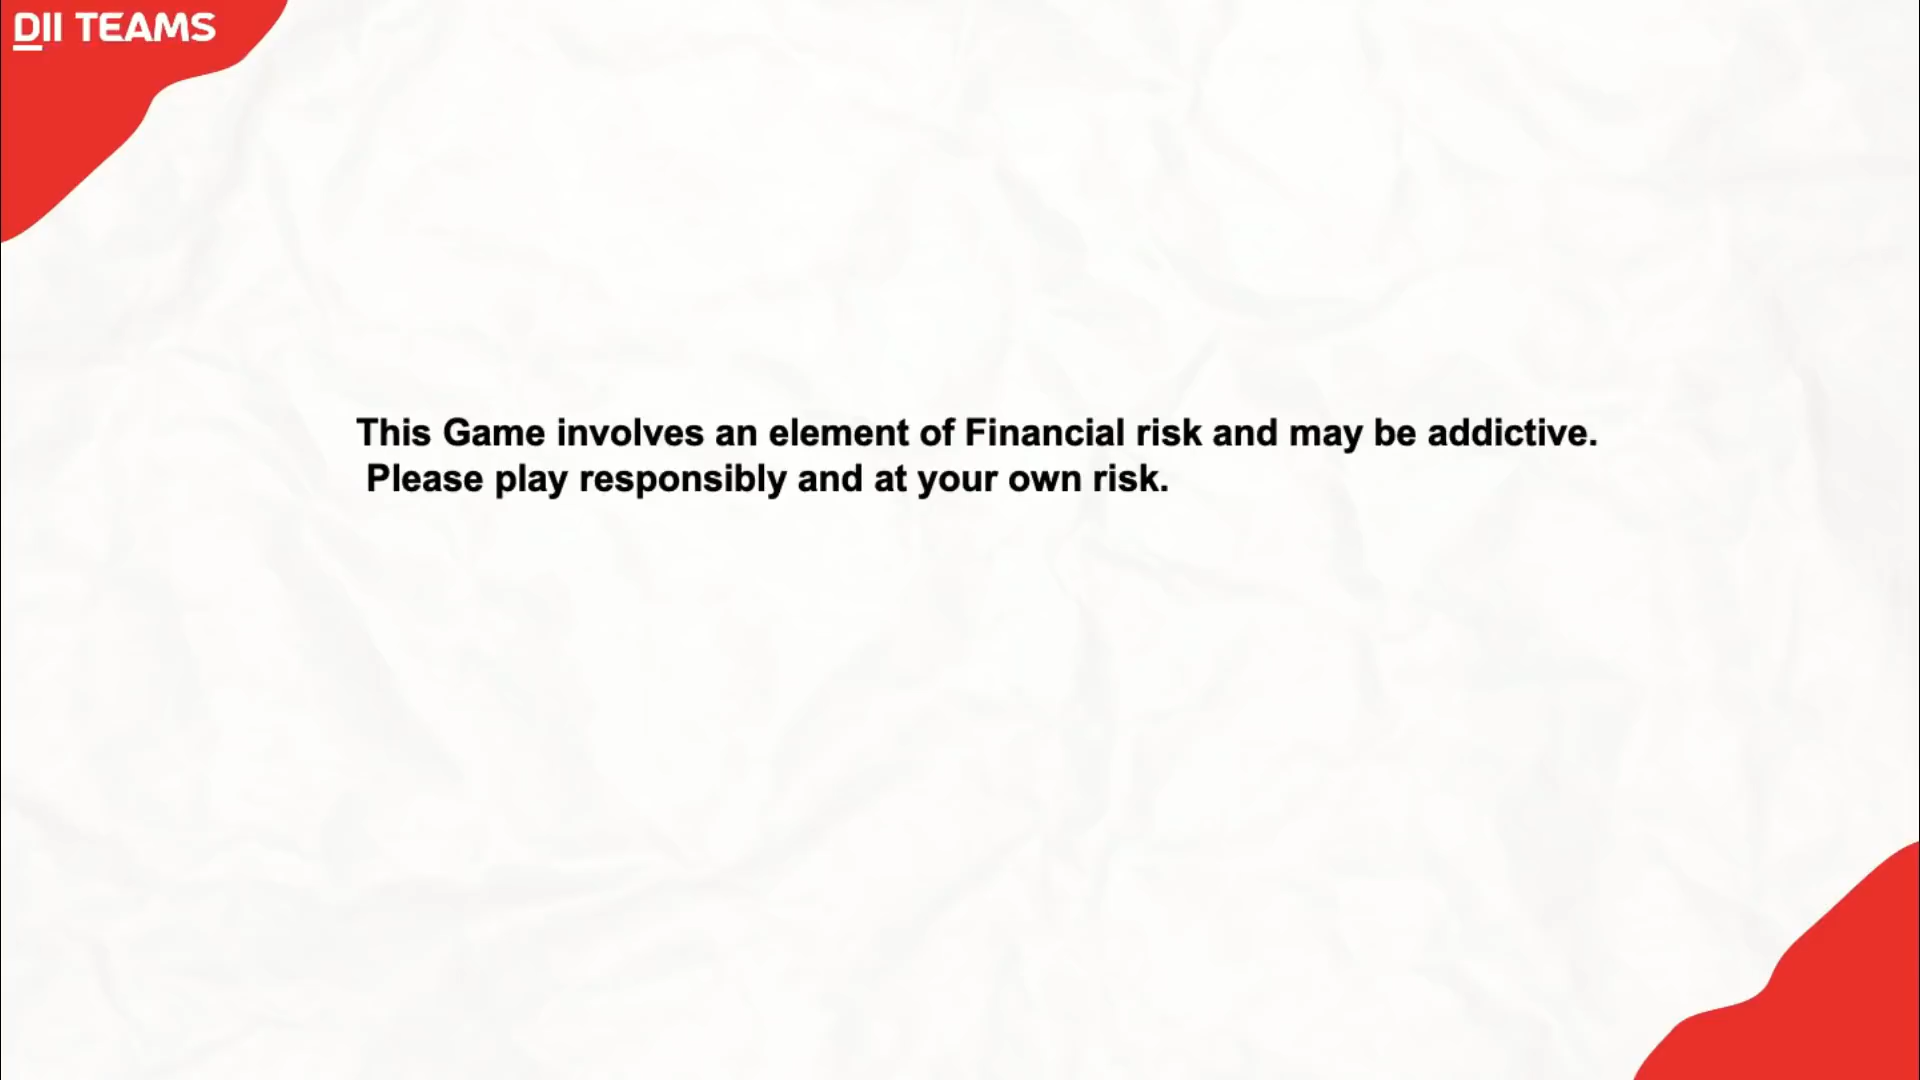 DII TEAMS
This Game involves an element of Financial risk and may be addictive.
Please play responsibly and at your own risk.